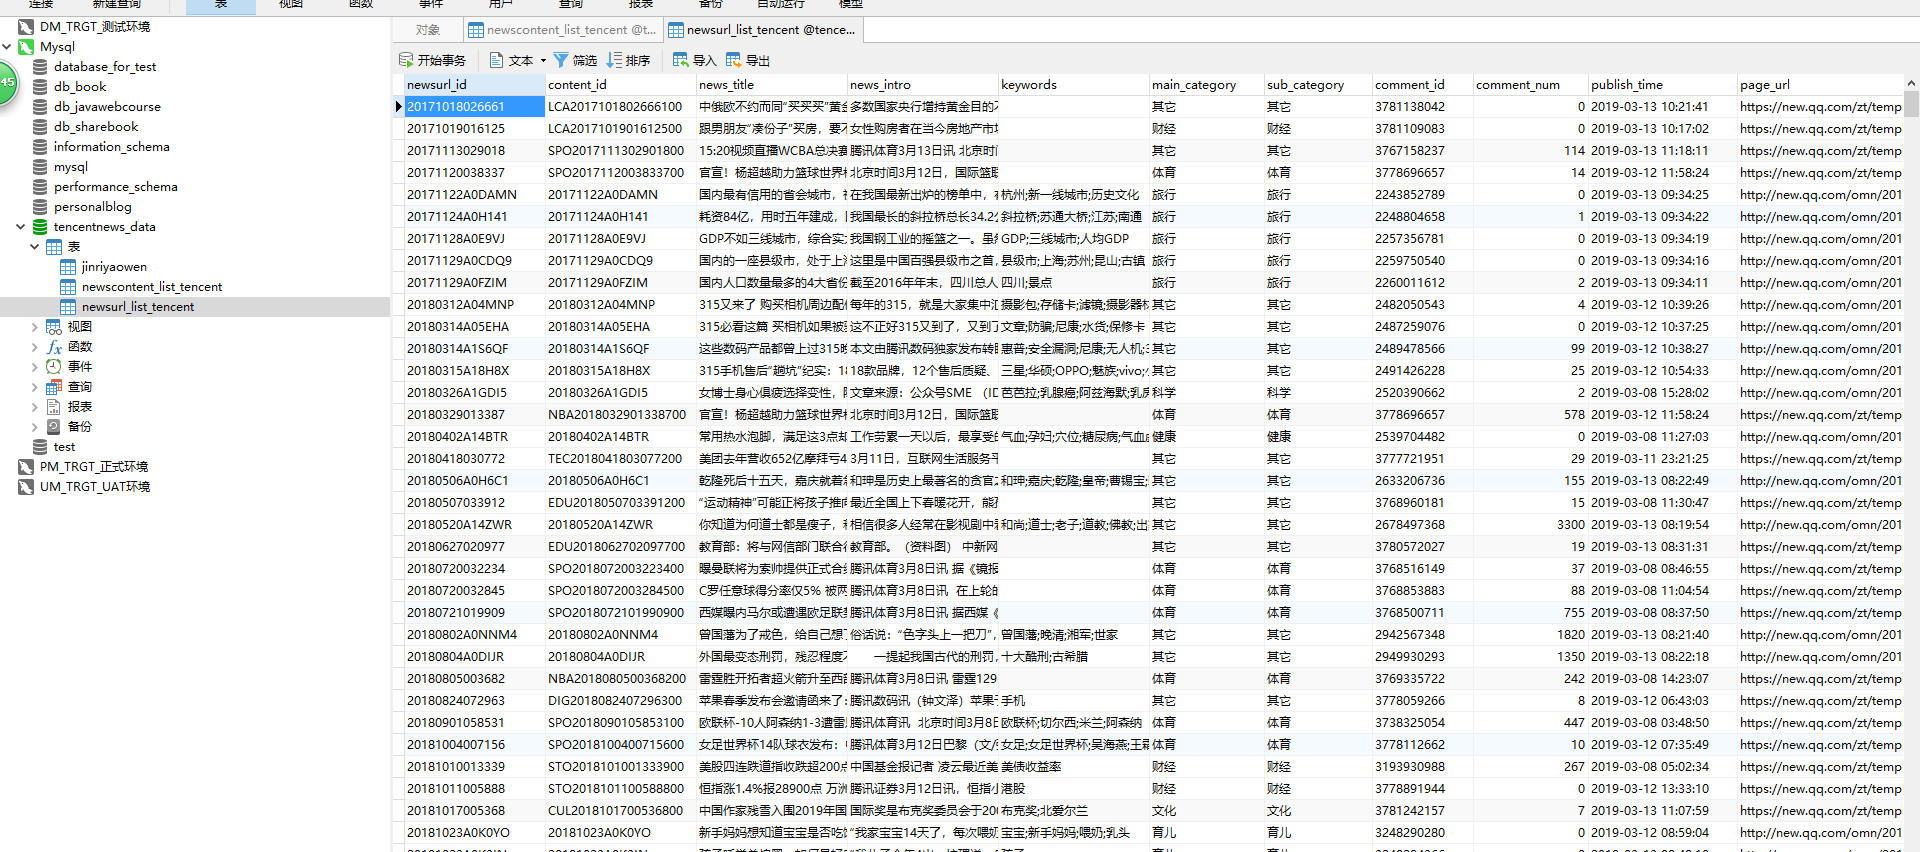 连接 新建查询 表 视图 函数 事件 用户 查询 报表 备份 自动运行 模型
DM_TRGT_测试环境
Mysql
database_for_test
db_book
db_javawebcourse
db_sharebook
information_schema
mysql
performance_schema
personalblog
tencentnews_data
表
jinriyaowen
newscontent_list_tencent
newsurl_list_tencent
视图
函数
事件
查询
报表
备份
test
PM_TRGT_正式环境
UM_TRGT_UAT环境
45
对象 newscontent_list_tencent @t... newsurl_list_tencent @tence...
开始事务 文本 筛选 排序 导入 导出
newsurl_id content_id news_title news_intro keywords main_category sub_category comment_id comment_num publish_time page_url
20171018026661 LCA2017101802666100 中俄欧不约而同“买买买”黄金 多数国家央行增持黄金目的不 其它 其它 3781138042 0 2019-03-13 10:21:41 https://new.qq.com/zt/temp
20171019016125 LCA2017101901612500 跟男朋友“凑份子”买房，要不 女性购房者在当今房地产市场 财经 财经 3781109083 0 2019-03-13 10:17:02 https://new.qq.com/zt/temp
20171113029018 SPO2017111302901800 15:20视频直播WCBA总决赛 腾讯体育3月13日讯 北京时间 其它 其它 3767158237 114 2019-03-13 11:18:11 https://new.qq.com/zt/temp
20171120038337 SPO2017112003833700 官宣！杨超越助力篮球世界杯 北京时间3月12日，国际篮联 体育 体育 3778696657 14 2019-03-12 11:58:24 https://new.qq.com/zt/temp
20171122A0DAMN 20171122A0DAMN 国内最有信用的省会城市， 在我国最新出炉的榜单中， 杭州;新一线城市;历史文化 旅行 旅行 2243852789 0 2019-03-13 09:34:25 http://new.qq.com/omn/201
20171124A0H141 20171124A0H141 耗资84亿，用时五年建成， 我国最长的斜拉桥总长34.2公 斜拉桥;苏通大桥;江苏;南通 旅行 旅行 2248804658 1 2019-03-13 09:34:22 http://new.qq.com/omn/201
20171128A0E9VJ 20171128A0E9VJ GDP不如三线城市，综合实 我国钢工业的摇篮之一。虽然 GDP;三线城市;人均GDP 旅行 旅行 2257356781 0 2019-03-13 09:34:19 http://new.qq.com/omn/201
20171129A0CDQ9 20171129A0CDQ9 国内的一座县级市，处于上海 这里是中国百强县级市之首， 县级市;上海;苏州;昆山;古镇 旅行 旅行 2259750540 0 2019-03-13 09:34:16 http://new.qq.com/omn/201
20171129A0FZIM 20171129A0FZIM 国内人口数量最多的4大省份 截至2016年年末，四川总人 四川;景点 旅行 旅行 2260011612 2 2019-03-13 09:34:11 http://new.qq.com/omn/201
20180312A04MNP 20180312A04MNP 315又来了 购买相机周边配件 每年的315，就是大家集中 摄影包;存储卡;滤镜;摄影器材 其它 其它 2482050543 4 2019-03-12 10:39:26 http://new.qq.com/omn/201
20180314A05EHA 20180314A05EHA 315必看这篇 买相机如果被 这不正好315又到了，又到了 文章;防骗;尼康;水货;保修卡 其它 其它 2487259076 0 2019-03-12 10:37:25 http://new.qq.com/omn/201
20180314A1S6QF 20180314A1S6QF 这些数码产品都曾上过315晚 本文由腾讯数码独家发布转载 惠普;安全漏洞;尼康;无人机; 其它 其它 2489478566 99 2019-03-12 10:38:27 http://new.qq.com/omn/201
20180315A18H8X 20180315A18H8X 315手机售后“趟坑”纪实：18 18款品牌，12个售后质疑、 三星;华硕;OPPO;魅族;vivo; 其它 其它 2491426228 25 2019-03-12 10:54:33 http://new.qq.com/omn/201
20180326A1GDI5 20180326A1GDI5 女博士身心俱疲选择变性， 文章来源：公众号SME （ID 芭芭拉;乳腺癌;阿兹海默;乳房 科学 科学 2520390662 2 2019-03-08 15:28:02 http://new.qq.com/omn/201
20180329013387 NBA2018032901338700 官宣！杨超越助力篮球世界杯 北京时间3月12日，国际篮联 体育 体育 3778696657 578 2019-03-12 11:58:24 https://new.qq.com/zt/temp
20180402A14BTR 20180402A14BTR 常用热水泡脚，满足这3点却 工作劳累一天以后，最享受的 气血;孕妇;穴位;糖尿病;气血 健康 健康 2539704482 0 2019-03-08 11:27:03 http://new.qq.com/omn/201
20180418030772 TEC2018041803077200 美团去年营收652亿摩拜亏4 3月11日，互联网生活服务平 其它 其它 3777721951 29 2019-03-11 23:21:25 https://new.qq.com/zt/temp
20180506A0H6C1 20180506A0H6C1 乾隆死后十五天，嘉庆就着 和珅是历史上最著名的贪官之 和珅;嘉庆;乾隆;皇帝;曹锡宝; 其它 其它 2633206736 155 2019-03-13 08:22:49 http://new.qq.com/omn/201
20180507033912 EDU2018050703391200 “运动精神”可能正将孩子推向 最近全国上下春暖花开，能 其它 其它 3768960181 15 2019-03-08 11:30:47 https://new.qq.com/zt/temp
20180520A14ZWR 20180520A14ZWR 你知道为何道士都是瘦子， 相信很多人经常在影视剧中 和尚;道士;老子;道教;佛教;出 其它 其它 2678497368 3300 2019-03-13 08:19:54 http://new.qq.com/omn/201
20180627020977 EDU2018062702097700 教育部：将与网信部门联合 教育部。（资料图） 中新网 其它 其它 3780572027 19 2019-03-13 08:31:31 https://new.qq.com/zt/temp
20180720032234 SPO2018072003223400 曝曼联将为索帅提供正式合约 腾讯体育3月8日讯 据《镜报 体育 体育 3768516149 37 2019-03-08 08:46:55 https://new.qq.com/zt/temp
20180720032845 SPO2018072003284500 C罗任意球得分率仅5% 被两 腾讯体育3月8日讯 在上轮的 体育 体育 3768853883 88 2019-03-08 11:04:54 https://new.qq.com/zt/temp
20180721019909 SPO2018072101990900 西媒曝内马尔或遭遇欧足联 腾讯体育3月8日讯 据西媒《 体育 体育 3768500711 755 2019-03-08 08:37:50 https://new.qq.com/zt/temp
20180802A0NNM4 20180802A0NNM4 曾国藩为了戒色，给自己想了 俗话说：“色字头上一把刀”， 曾国藩;晚清;湘军;世家 其它 其它 2942567348 1820 2019-03-13 08:21:40 http://new.qq.com/omn/201
20180804A0DIJR 20180804A0DIJR 外国最变态刑罚，残忍程度不 一提起我国古代的刑罚， 十大酷刑;古希腊 其它 其它 2949930293 1350 2019-03-13 08:22:18 http://new.qq.com/omn/201
20180805003682 NBA2018080500368200 雷霆胜开拓者超火箭升至西部 腾讯体育3月8日讯 雷霆129 体育 体育 3769335722 242 2019-03-08 14:23:07 https://new.qq.com/zt/temp
20180824072963 DIG2018082407296300 苹果春季发布会邀请函来了： 腾讯数码讯（钟文泽）苹果于 手机 其它 其它 3778059266 8 2019-03-12 06:43:03 https://new.qq.com/zt/temp
20180901058531 SPO2018090105853100 欧联杯-10人阿森纳1-3遭雷 腾讯体育讯 北京时间3月8日 欧联杯;切尔西;米兰;阿森纳 体育 体育 3738325054 447 2019-03-08 03:48:50 https://new.qq.com/zt/temp
20181004007156 SPO2018100400715600 女足世界杯14队球衣发布： 腾讯体育3月12日巴黎（文/ 女足;女足世界杯;吴海燕;王霜 体育 体育 3778112662 10 2019-03-12 07:35:49 https://new.qq.com/zt/temp
20181010013339 STO2018101001333900 美股四连跌道指收跌超200点 中国基金报记者 凌云最近美 美债收益率 财经 财经 3193930988 267 2019-03-08 05:02:34 https://new.qq.com/zt/temp
20181011005888 STO2018101100588800 恒指涨1.4%报28900点 万洲 腾讯证券3月12日讯，恒指小 港股 财经 财经 3778891944 0 2019-03-12 13:33:10 https://new.qq.com/zt/temp
20181017005368 CUL2018101700536800 中国作家残雪入围2019年国 国际奖是布克奖委员会于200 布克奖;北爱尔兰 文化 文化 3781242157 7 2019-03-13 11:07:59 https://new.qq.com/zt/temp
20181023A0K0YO 20181023A0K0YO 新手妈妈想知道宝宝是否吃饱 “我家宝宝14天了，每次喂奶 宝宝;新手妈妈;喂奶;乳头 育儿 育儿 3248290280 0 2019-03-12 08:59:04 http://new.qq.com/omn/201